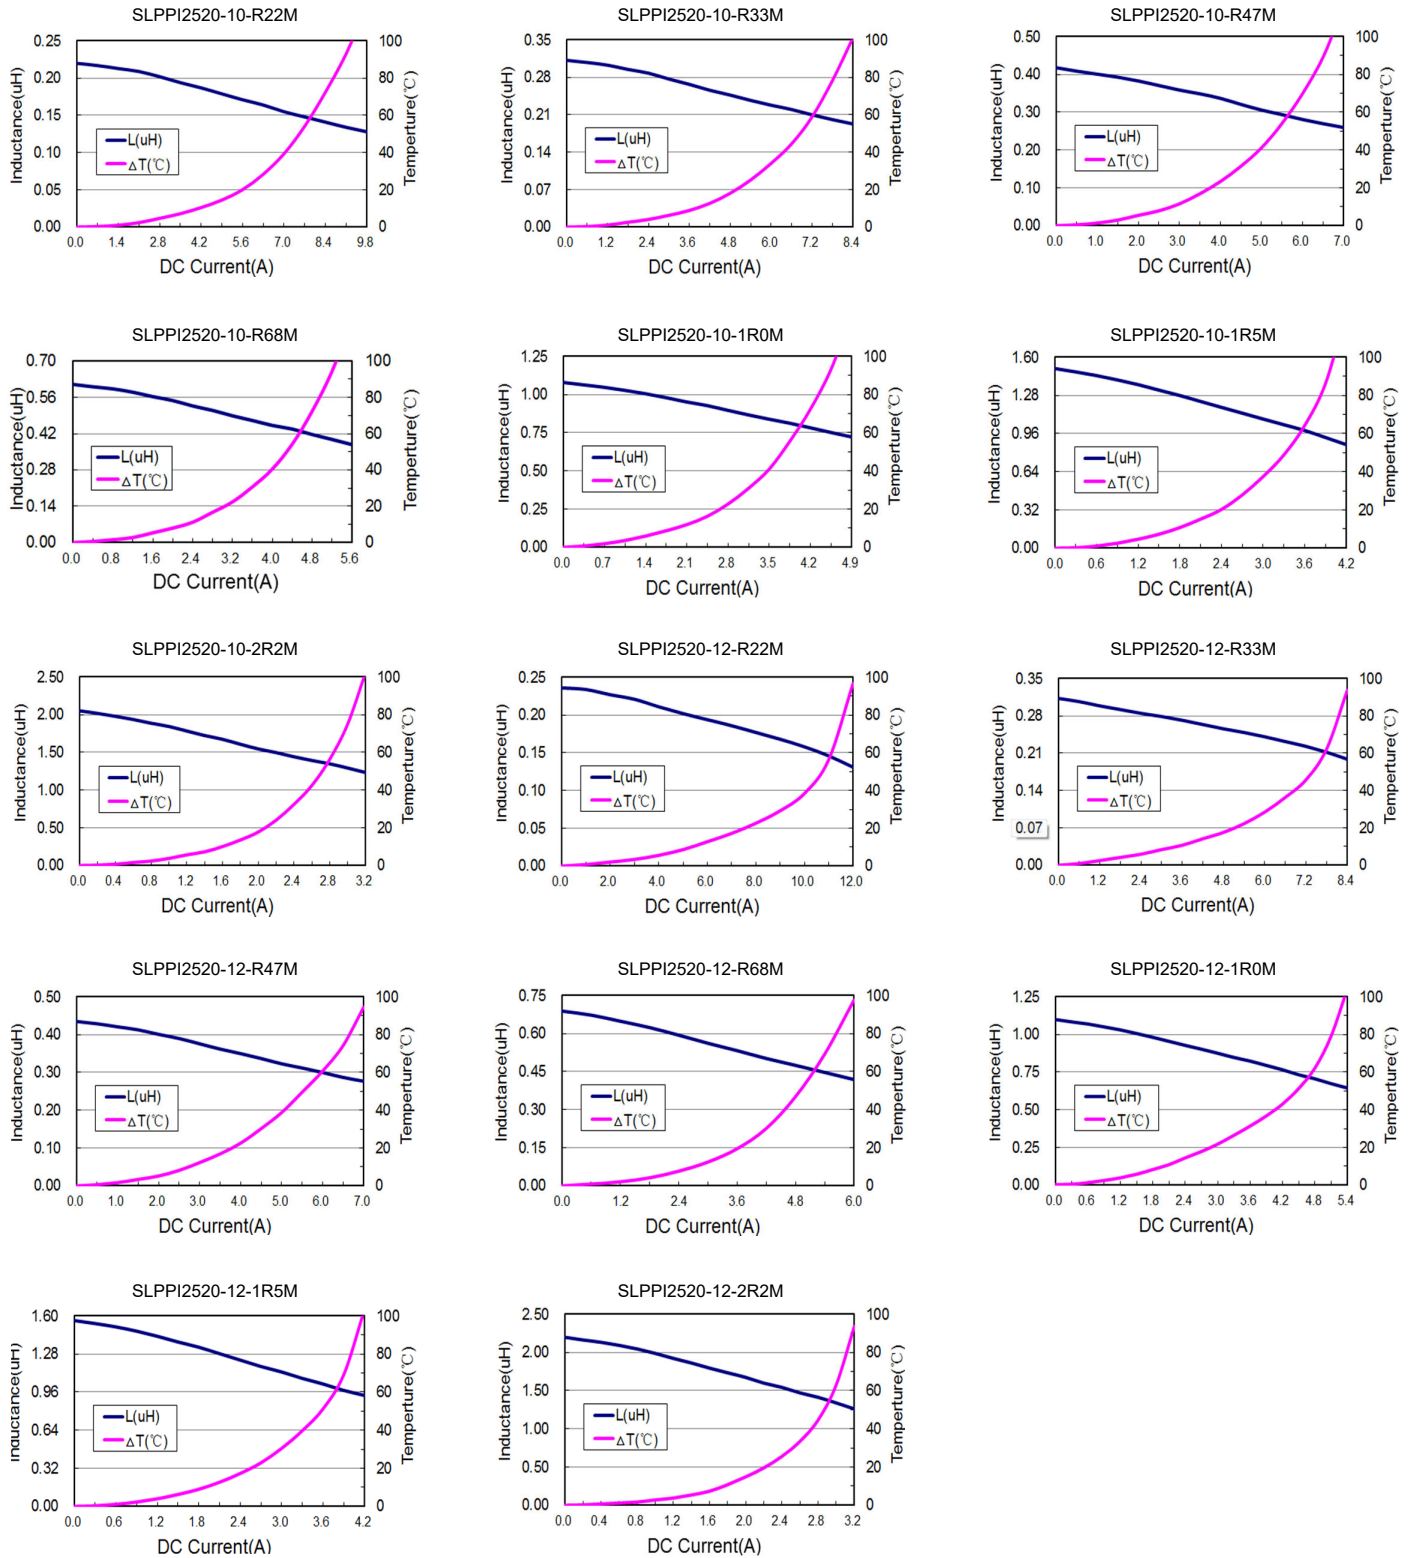 SLPPI2520-10-R22M
Inductance(uH)
0.25
0.20
0.15
0.10
0.05
0.00
L(uH)
△T(℃)
100
80
60
40
20
0
Temperture(℃)
0.0 1.4 2.8 4.2 5.6 7.0 8.4 9.8
DC Current(A)
SLPPI2520-10-R33M
Inductance(uH)
0.35
0.28
0.21
0.14
0.07
0.00
L(uH)
△T(℃)
100
80
60
40
20
0
Temperture(℃)
0.0 1.2 2.4 3.6 4.8 6.0 7.2 8.4
DC Current(A)
SLPPI2520-10-R47M
Inductance(uH)
0.50
0.40
0.30
0.20
0.10
0.00
L(uH)
△T(℃)
100
80
60
40
20
0
Temperture(℃)
0.0 1.0 2.0 3.0 4.0 5.0 6.0 7.0
DC Current(A)
SLPPI2520-10-R68M
Inductance(uH)
0.70
0.56
0.42
0.28
0.14
0.00
L(uH)
△T(℃)
100
80
60
40
20
0
Temperture(℃)
0.0 0.8 1.6 2.4 3.2 4.0 4.8 5.6
DC Current(A)
SLPPI2520-10-1R0M
Inductance(uH)
1.25
1.00
0.75
0.50
0.25
0.00
L(uH)
△T(℃)
100
80
60
40
20
0
Temperture(℃)
0.0 0.7 1.4 2.1 2.8 3.5 4.2 4.9
DC Current(A)
SLPPI2520-10-1R5M
Inductance(uH)
1.60
1.28
0.96
0.64
0.32
0.00
L(uH)
△T(℃)
100
80
60
40
20
0
Temperture(℃)
0.0 0.6 1.2 1.8 2.4 3.0 3.6 4.2
DC Current(A)
SLPPI2520-10-2R2M
Inductance(uH)
2.50
2.00
1.50
1.00
0.50
0.00
L(uH)
△T(℃)
100
80
60
40
20
0
Temperture(℃)
0.0 0.4 0.8 1.2 1.6 2.0 2.4 2.8 3.2
DC Current(A)
SLPPI2520-12-R22M
Inductance(uH)
0.25
0.20
0.15
0.10
0.05
0.00
L(uH)
△T(℃)
100
80
60
40
20
0
Temperture(℃)
0.0 2.0 4.0 6.0 8.0 10.0 12.0
DC Current(A)
SLPPI2520-12-R33M
Inductance(uH)
0.35
0.28
0.21
0.14
0.07
0.00
L(uH)
△T(℃)
100
80
60
40
20
0
Temperture(℃)
0.0 1.2 2.4 3.6 4.8 6.0 7.2 8.4
DC Current(A)
SLPPI2520-12-R47M
Inductance(uH)
0.50
0.40
0.30
0.20
0.10
0.00
L(uH)
△T(℃)
100
80
60
40
20
0
Temperture(℃)
0.0 1.0 2.0 3.0 4.0 5.0 6.0 7.0
DC Current(A)
SLPPI2520-12-R68M
Inductance(uH)
0.75
0.60
0.45
0.30
0.15
0.00
L(uH)
△T(℃)
100
80
60
40
20
0
Temperture(℃)
0.0 1.2 2.4 3.6 4.8 6.0
DC Current(A)
SLPPI2520-12-1R0M
Inductance(uH)
1.25
1.00
0.75
0.50
0.25
0.00
L(uH)
△T(℃)
100
80
60
40
20
0
Temperture(℃)
0.0 0.6 1.2 1.8 2.4 3.0 3.6 4.2 4.8 5.4
DC Current(A)
SLPPI2520-12-1R5M
Inductance(uH)
1.60
1.28
0.96
0.64
0.32
0.00
L(uH)
△T(℃)
100
80
60
40
20
0
Temperture(℃)
0.0 0.6 1.2 1.8 2.4 3.0 3.6 4.2
DC Current(A)
SLPPI2520-12-2R2M
Inductance(uH)
2.50
2.00
1.50
1.00
0.50
0.00
L(uH)
△T(℃)
100
80
60
40
20
0
Temperture(℃)
0.0 0.4 0.8 1.2 1.6 2.0 2.4 2.8 3.2
DC Current(A)